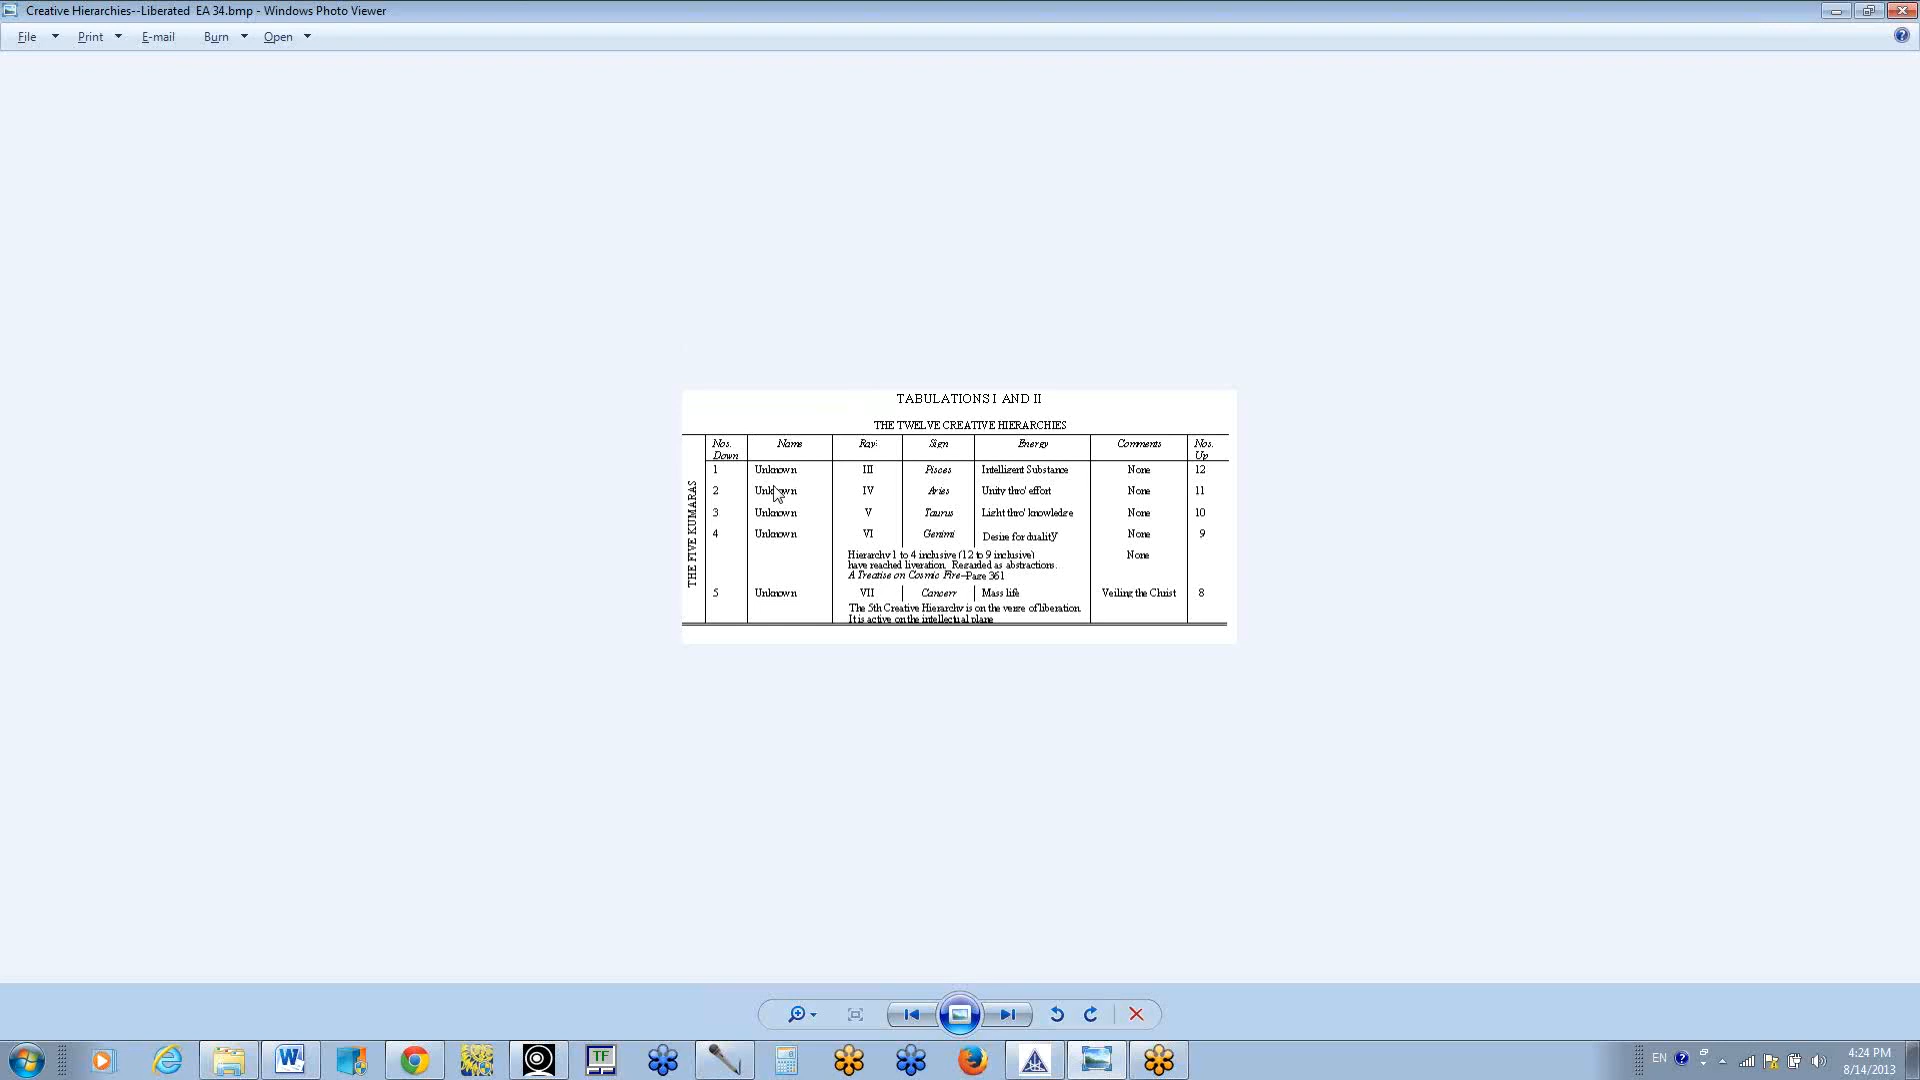 Creative Hierarchies--Liberated EA 34.bmp - Windows Photo Viewer
File Print E-mail Burn Open
TABULATIONS I AND II
THE TWELVE CREATIVE HIERARCHIES
Nos. Down Name Ray: Sign Energy Comments Nos. Up
THE FIVE KUMARAS
1 Unknown III Pisces Intelligent Substance None 12
2 Unknown IV Aries Unity thro' effort None 11
3 Unknown V Taurus Light thro' knowledge None 10
4 Unknown VI Gemini Desire for duality None 9
Hierarchy 1 to 4 inclusive (12 to 9 inclusive) None
have reached liveration. Regarded as abstractions.
A Treatise on Cosmic Fire—Page 361
5 Unknown VII Cancerr Mass life Veiling the Christ 8
The 5th Creative Hierarchy is on the verge of liberation.
It is active on the intellectual plane
W TF EN 4:24 PM
8/14/2013